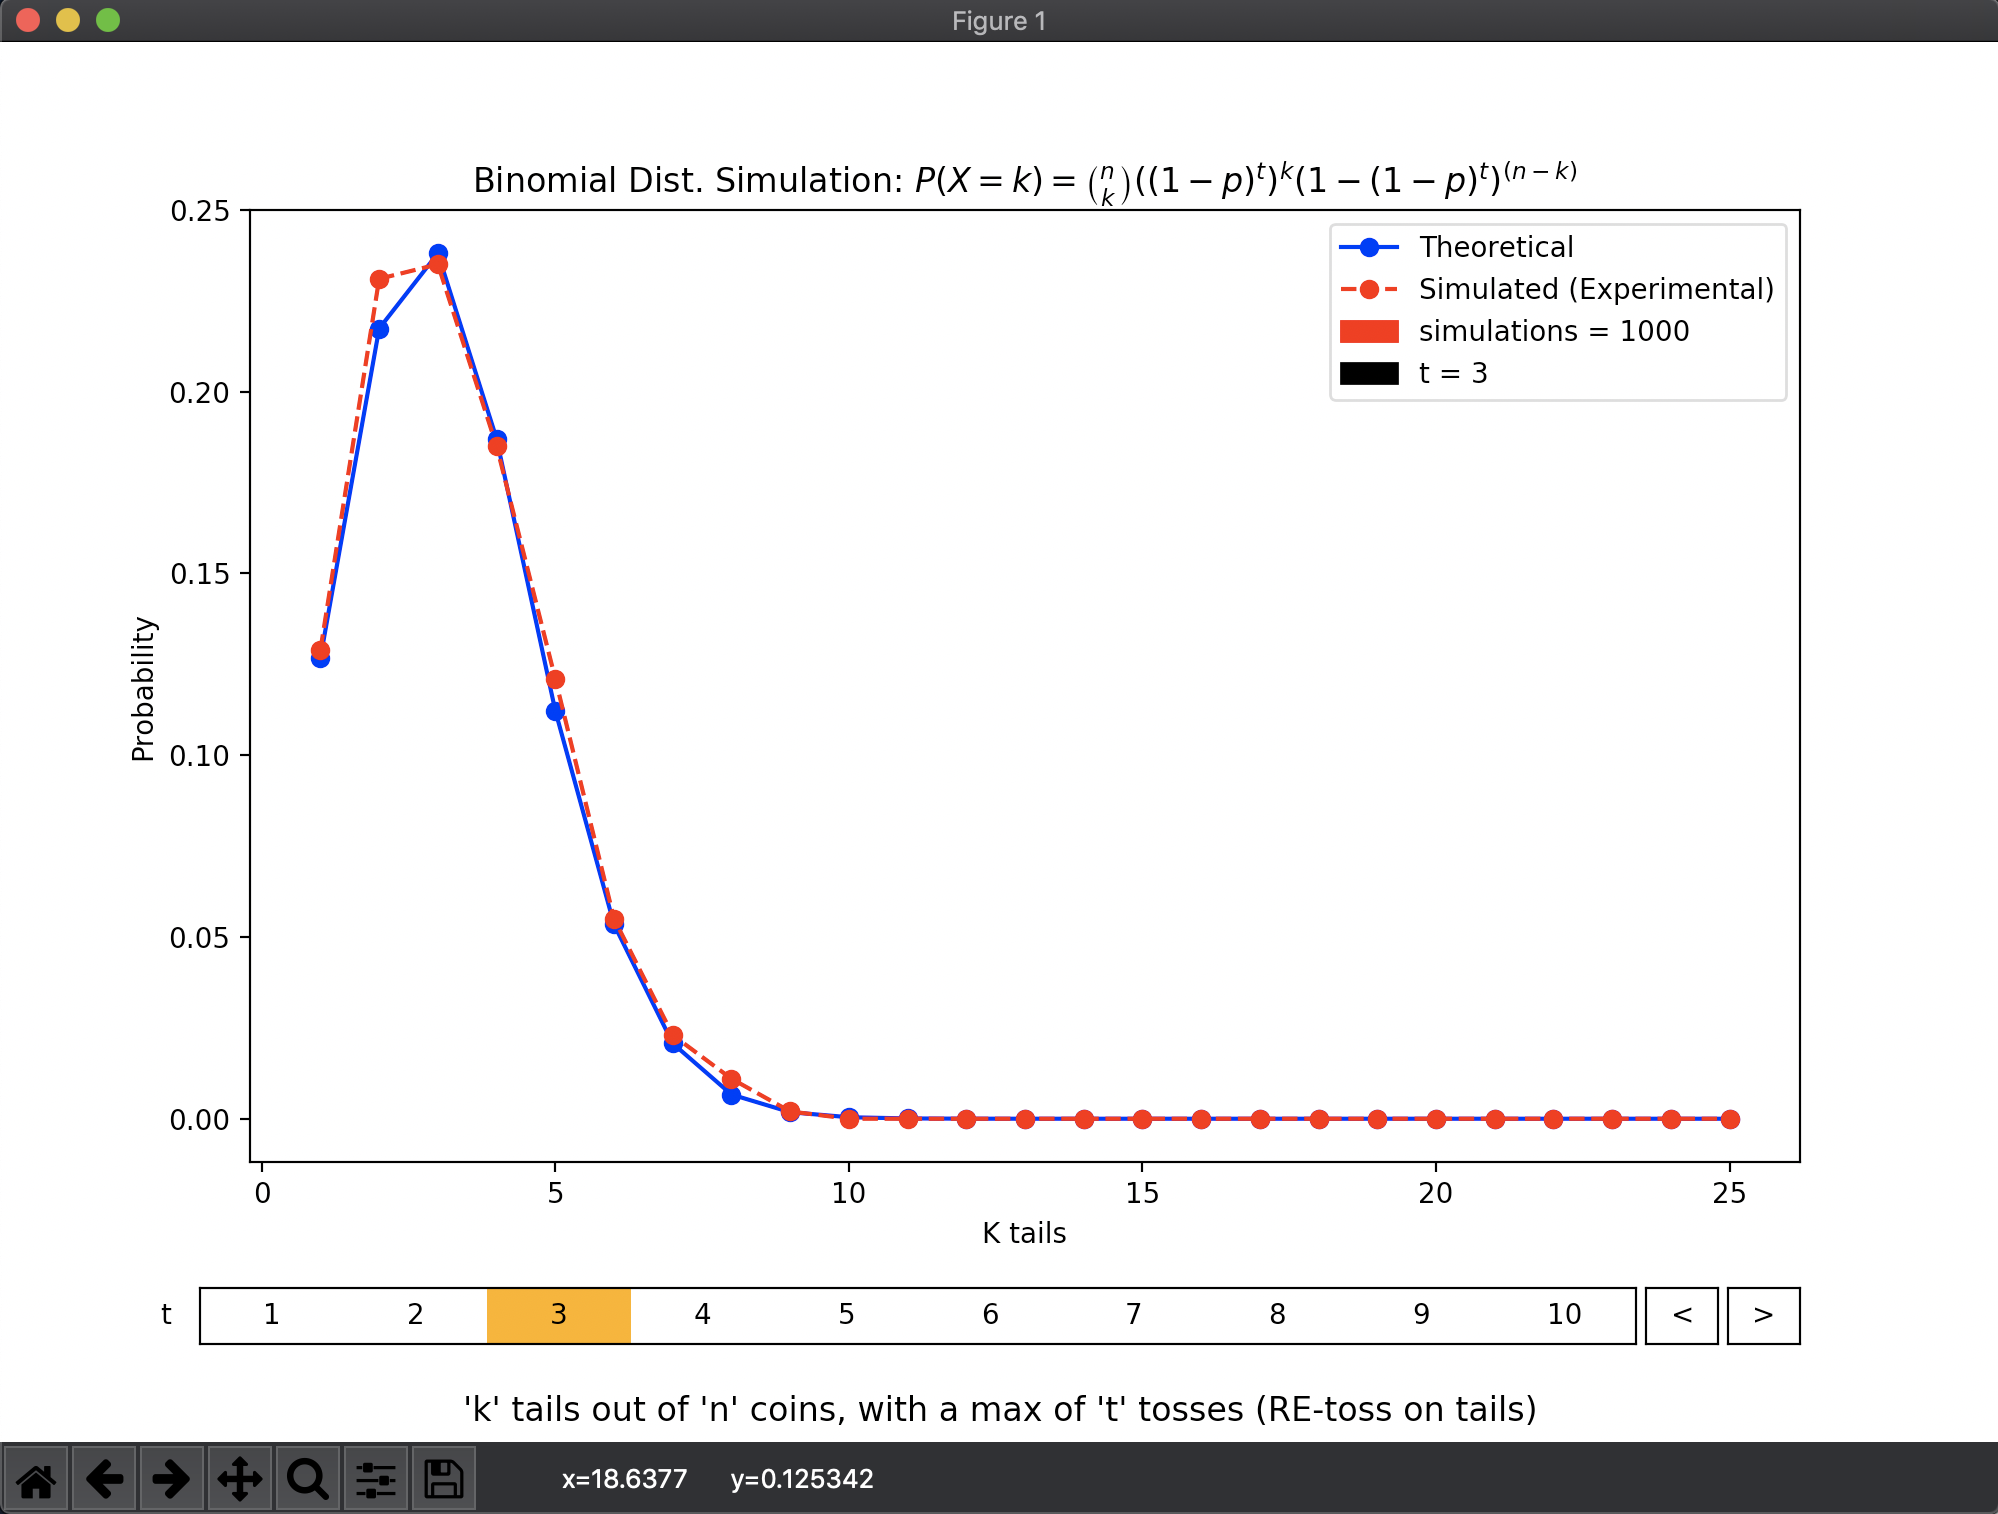 Figure 1
Binomial Dist. Simulation: $P(X = k) = \binom{n}{k}((1 - p)^t)^k(1 - (1 - p)^t)^{(n - k)}$
Theoretical
Simulated (Experimental)
simulations = 1000
t = 3
0.25
0.20
0.15
0.10
0.05
0.00
Probability
0 5 10 15 20 25
K tails
t 1 2 3 4 5 6 7 8 9 10 < >
'k' tails out of 'n' coins, with a max of 't' tosses (RE-toss on tails)
x=18.6377 y=0.125342